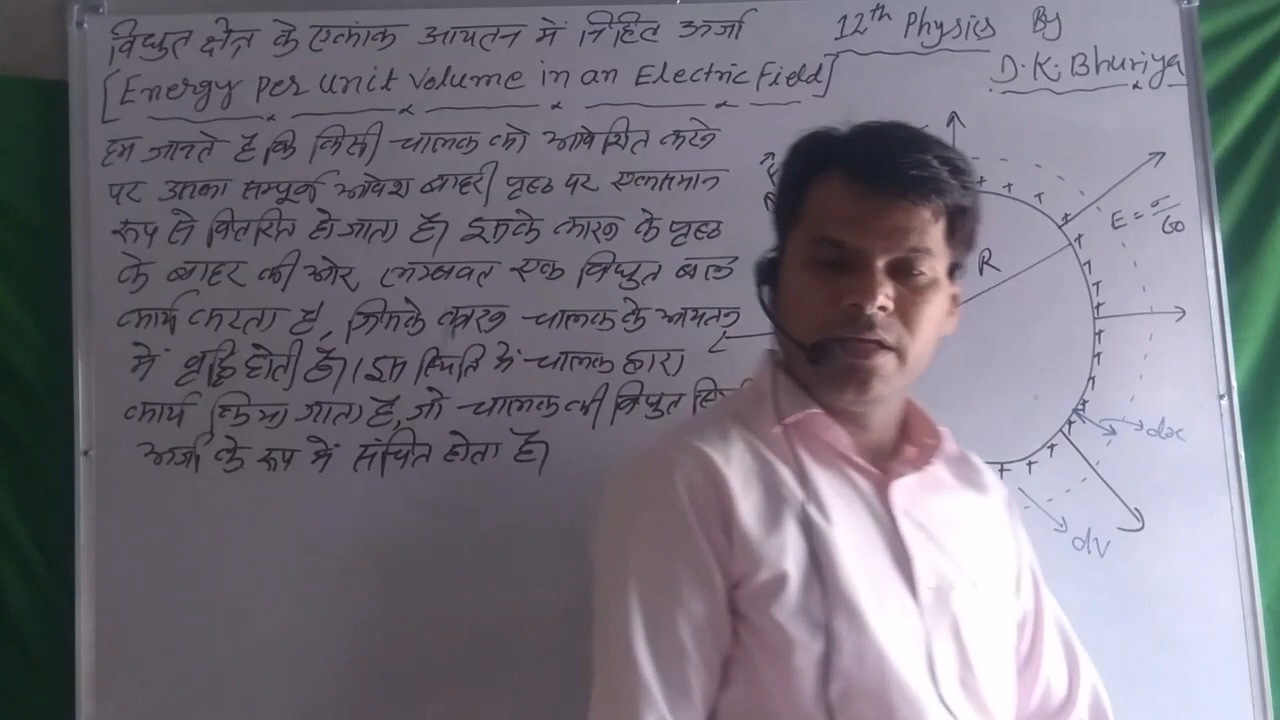 विद्युत क्षेत्र के एकांक आयतन में निहित ऊर्जा
[Energy Per Unit Volume in an Electric Field]
12th Physics By
D.K. Bhuriya
हम जानते है कि किसी चालक को आवेशित करने
पर उसका सम्पूर्ण आवेश बाहरी पृष्ठ पर एकसमान
रूप से वितरित हो जाता है। इसके कारण के पृष्ठ
के बाहर की ओर, लम्बवत एक विद्युत बल
कार्य करता है, जिसके कारण चालक के आयतन
में वृद्धि होती है। इस स्थिति में चालक द्वारा
कार्य किया जाता है, जो चालक की विद्युत
ऊर्जा के रूप में संचित होता है।
E = σ/ϵ0
R
dx
dv